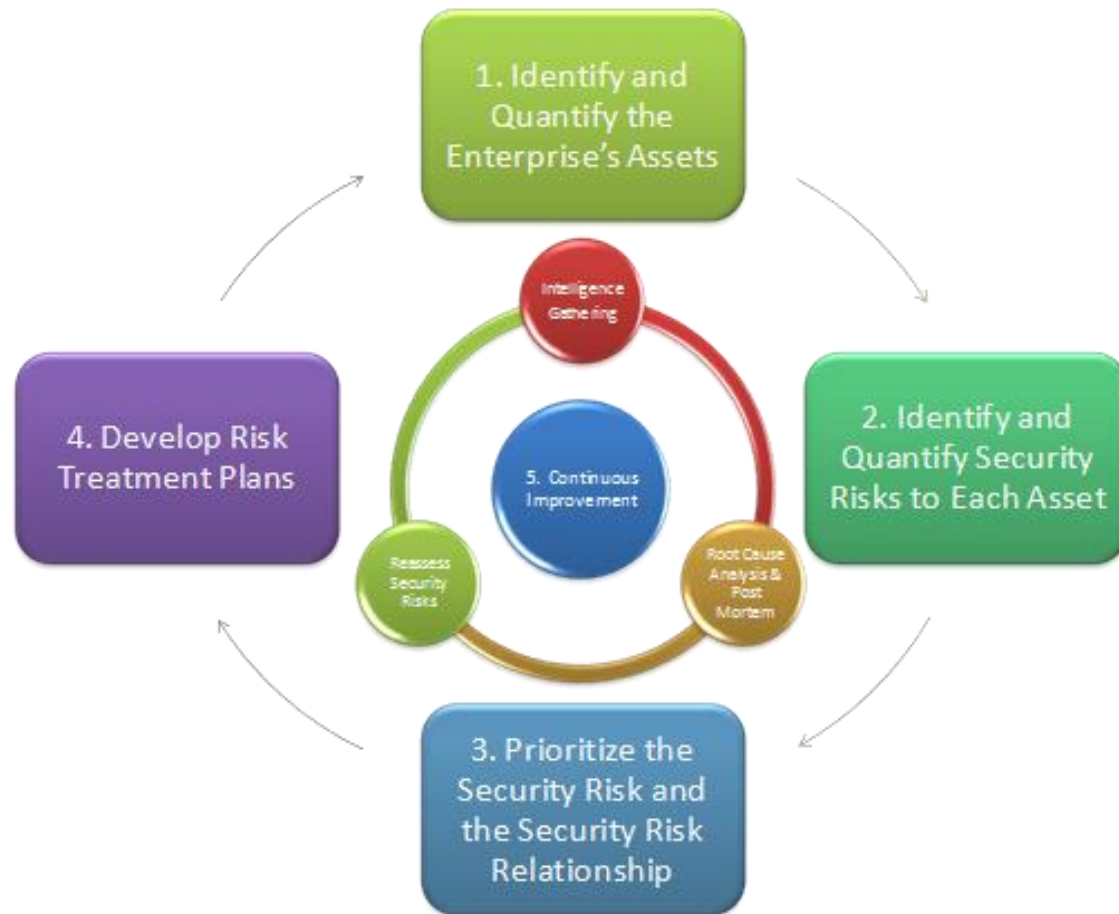 1. Identify and
Quantify the
Enterprise’s Assets
Intelligence
Gathering
4. Develop Risk
Treatment Plans
5. Continuous
Improvement
2. Identify and
Quantify Security
Risks to Each Asset
Reassess
Security
Risks
Root Cause
Analysis &
Post
Mortem
3. Prioritize the
Security Risk and
the Security Risk
Relationship